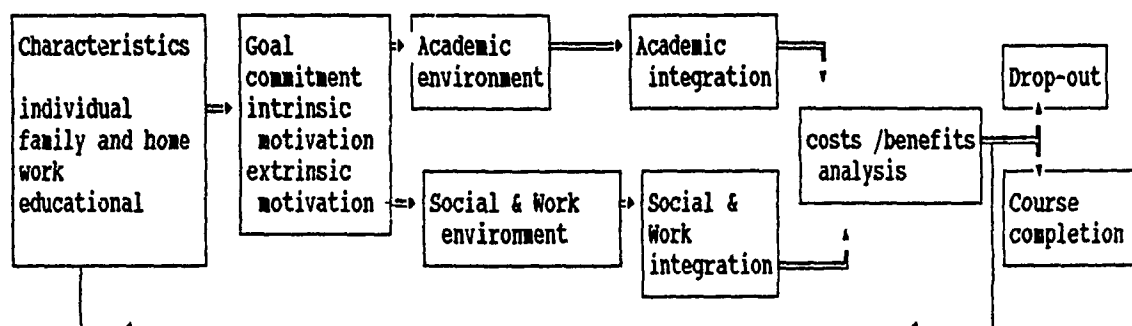 Characteristics
individual
family and home
work
educational
Goal
commitment
intrinsic
motivation
extrinsic
motivation
Academic
environment
Academic
integration
Social & Work
environment
Social &
Work
integration
costs /benefits
analysis
Drop-out
Course
completion